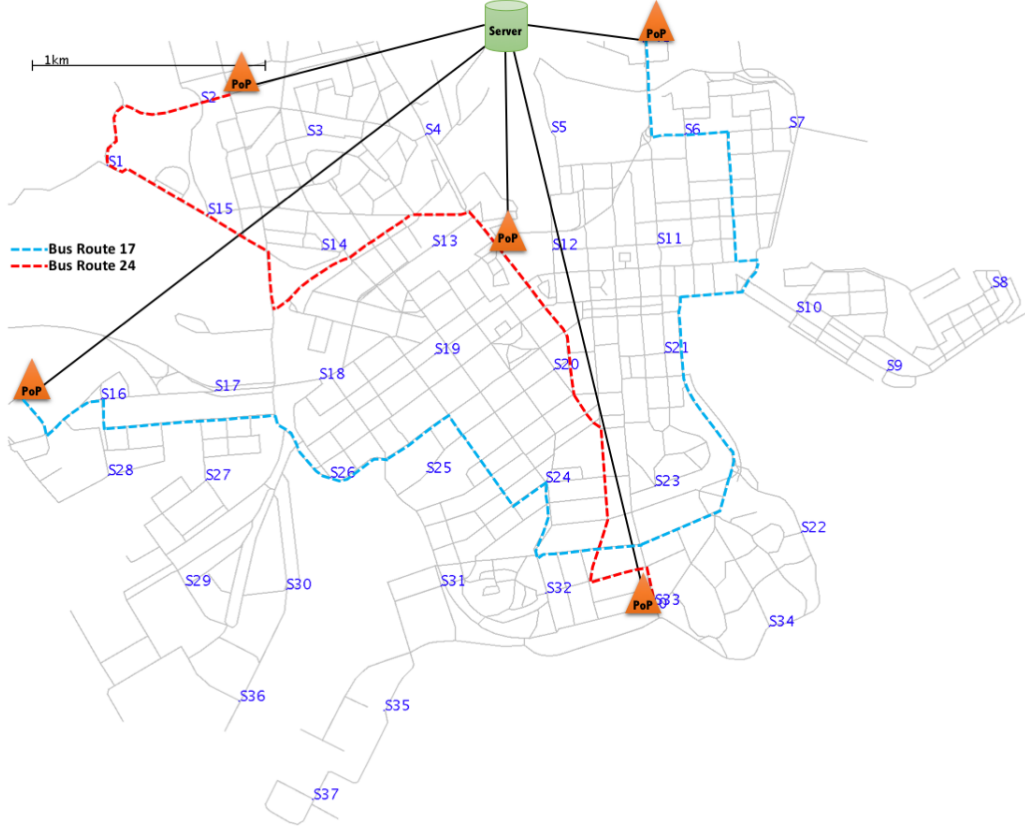 Server
PoP
1km
PoP
S2
S3
S4
S5
S6
S7
S1
S15
S14
S13
PoP
S12
S11
Bus Route 17
Bus Route 24
S8
S10
S9
S19
S20
S21
PoP
S16
S17
S18
S28
S27
S26
S25
S24
S23
S22
S29
S30
S31
S32
PoP
S33
S34
S36
S35
S37